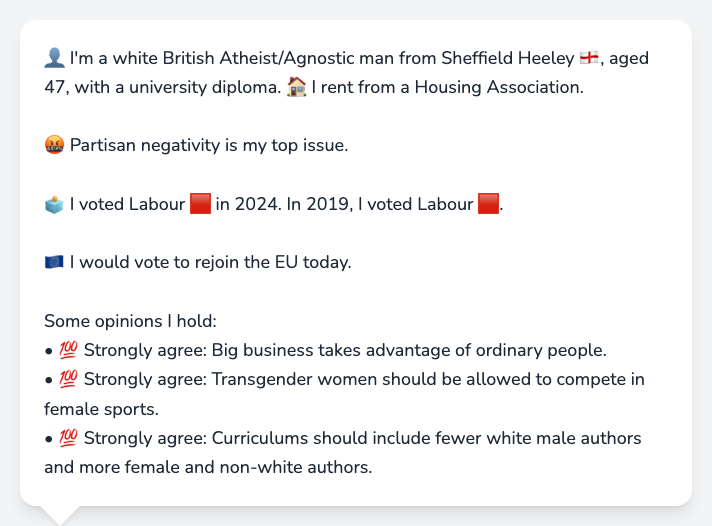 👤 I'm a white British Atheist/Agnostic man from Sheffield Heeley 🏴󠁧󠁢󠁥󠁮󠁧󠁿, aged
47, with a university diploma. 🏠 I rent from a Housing Association.
🤬 Partisan negativity is my top issue.
🗳️ I voted Labour 🟥 in 2024. In 2019, I voted Labour 🟥.
🇪🇺 I would vote to rejoin the EU today.
Some opinions I hold:
• 💯 Strongly agree: Big business takes advantage of ordinary people.
• 💯 Strongly agree: Transgender women should be allowed to compete in
female sports.
• 💯 Strongly agree: Curriculums should include fewer white male authors
and more female and non-white authors.